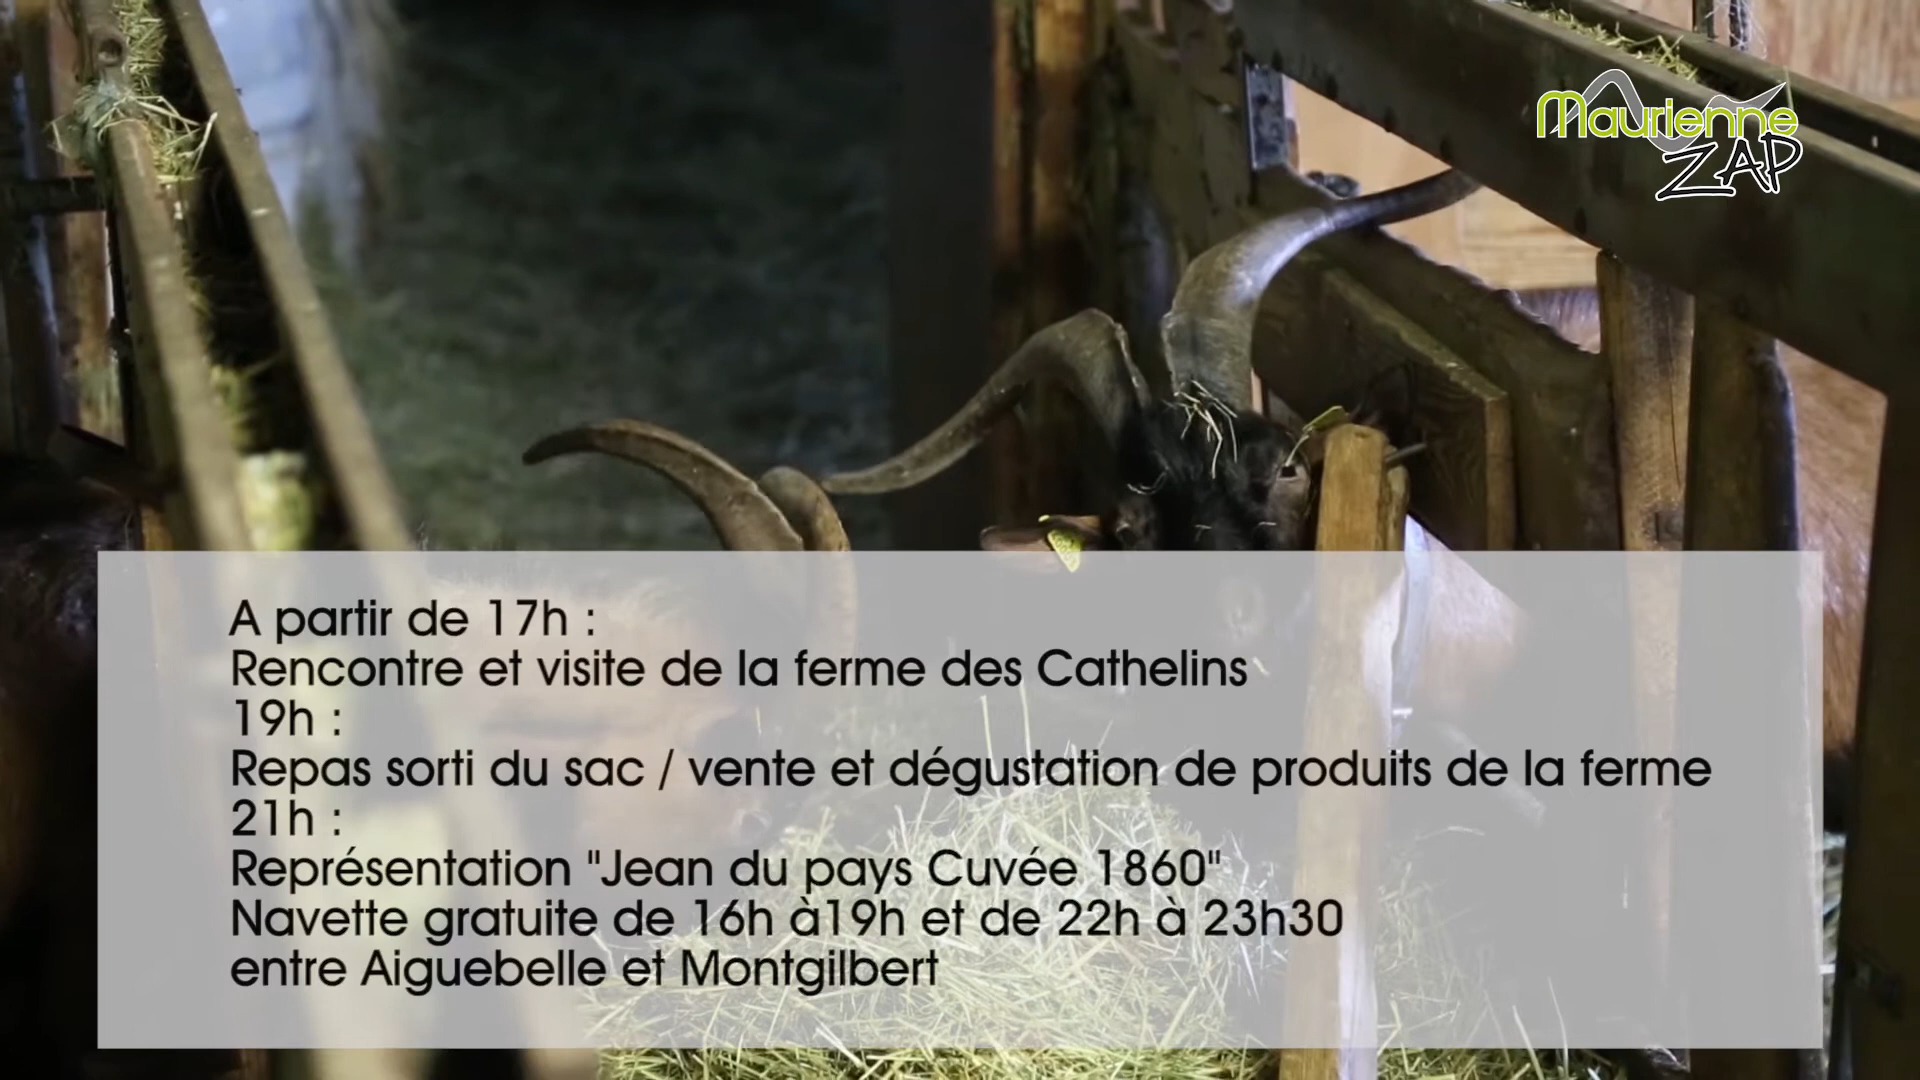 Maurienne
ZAP
A partir de 17h :
Rencontre et visite de la ferme des Cathelins
19h :
Repas sorti du sac / vente et dégustation de produits de la ferme
21h :
Représentation "Jean du pays Cuvée 1860"
Navette gratuite de 16h à19h et de 22h à 23h30
entre Aiguebelle et Montgilbert